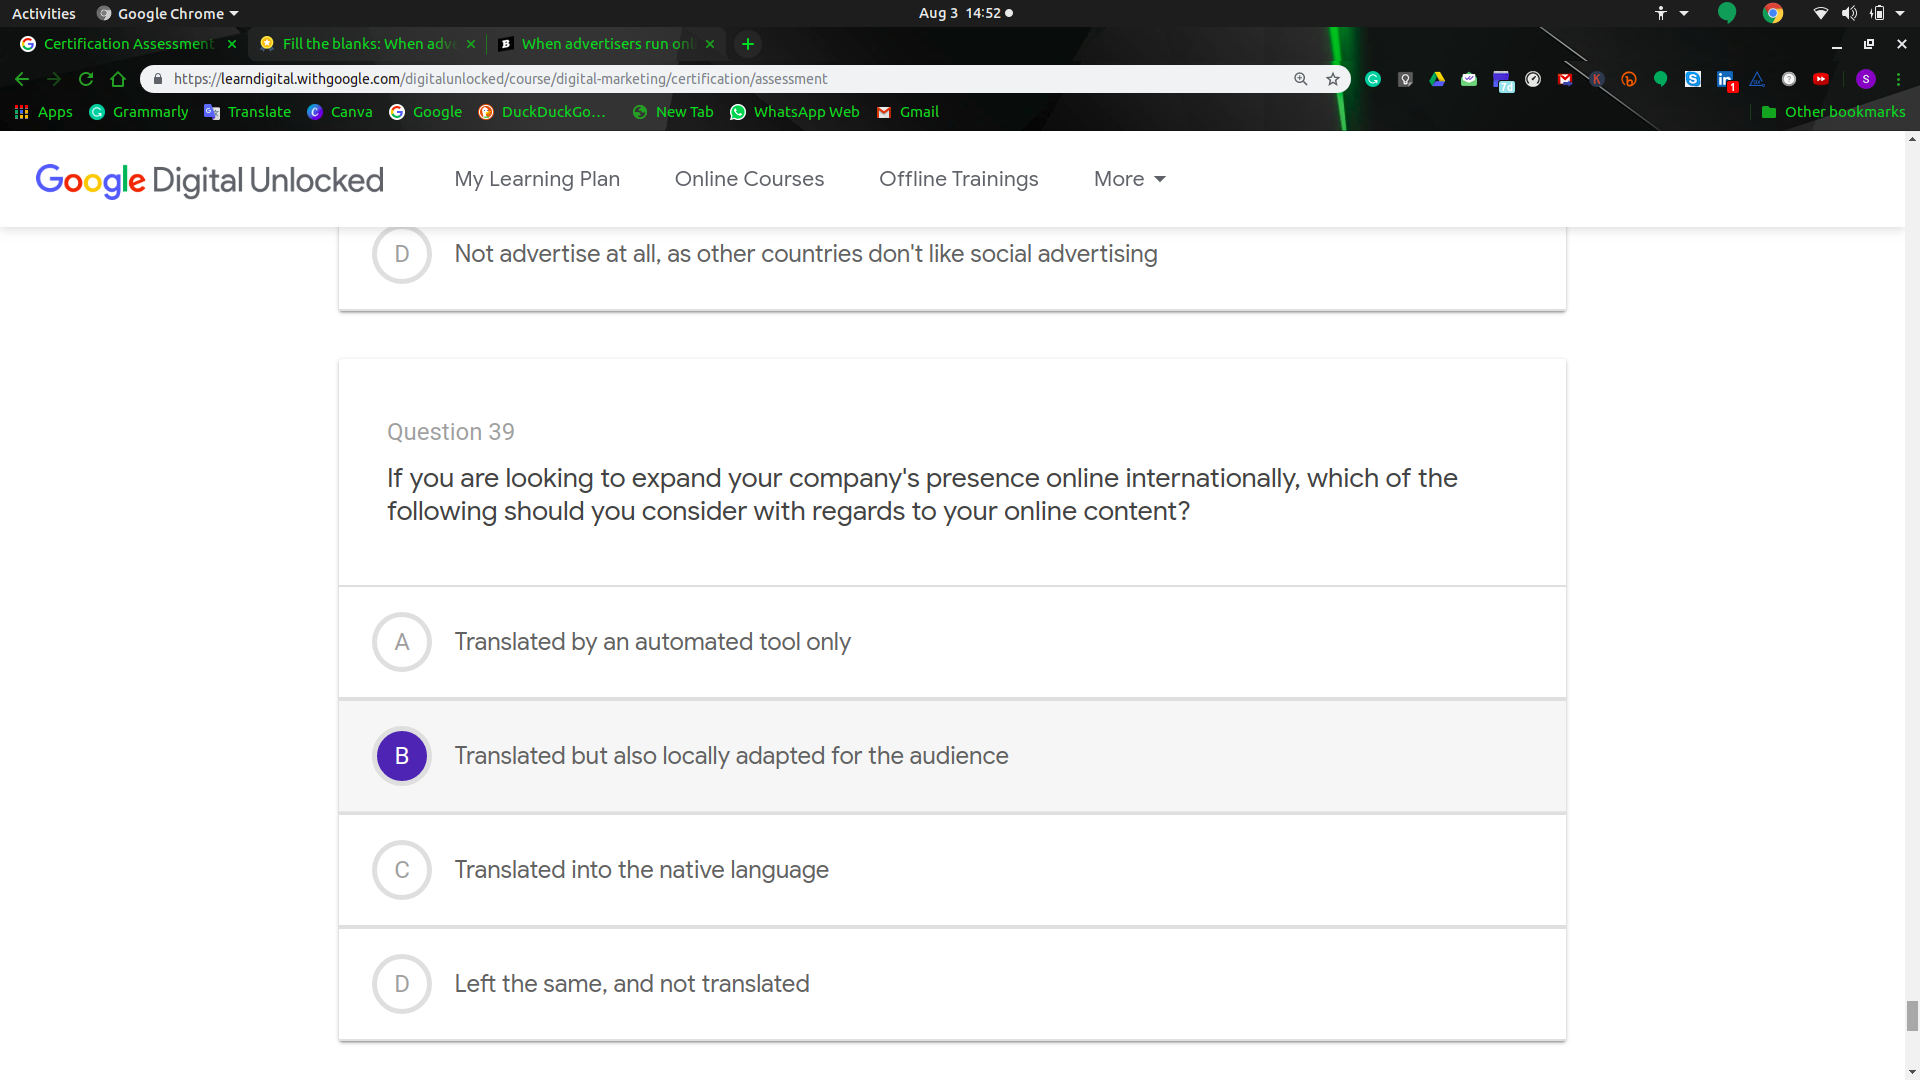 Activities Google Chrome Aug 3 14:52
Certification Assessment Fill the blanks: When adve When advertisers run onl
https://learndigital.withgoogle.com/digitalunlocked/course/digital-marketing/certification/assessment
7d 1 S
Apps Grammarly Translate Canva Google DuckDuckGo... New Tab WhatsApp Web Gmail Other bookmarks
Google Digital Unlocked My Learning Plan Online Courses Offline Trainings More
D Not advertise at all, as other countries don't like social advertising
Question 39
If you are looking to expand your company's presence online internationally, which of the
following should you consider with regards to your online content?
A Translated by an automated tool only
B Translated but also locally adapted for the audience
C Translated into the native language
D Left the same, and not translated